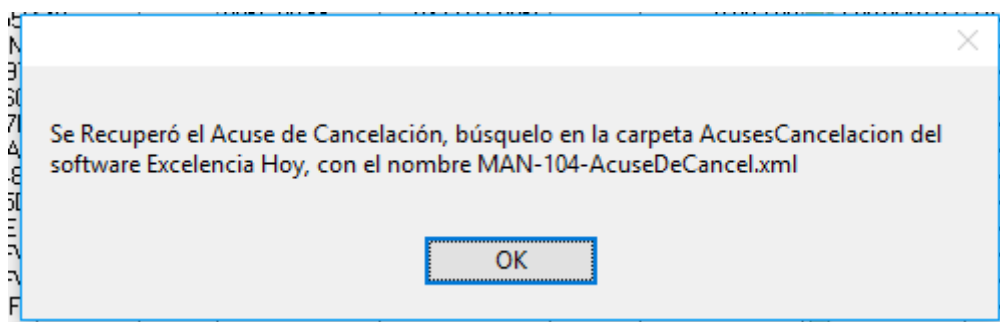 Se Recuperó el Acuse de Cancelación, búsquelo en la carpeta AcusesCancelacion del
software Excelencia Hoy, con el nombre MAN-104-AcuseDeCancel.xml
OK